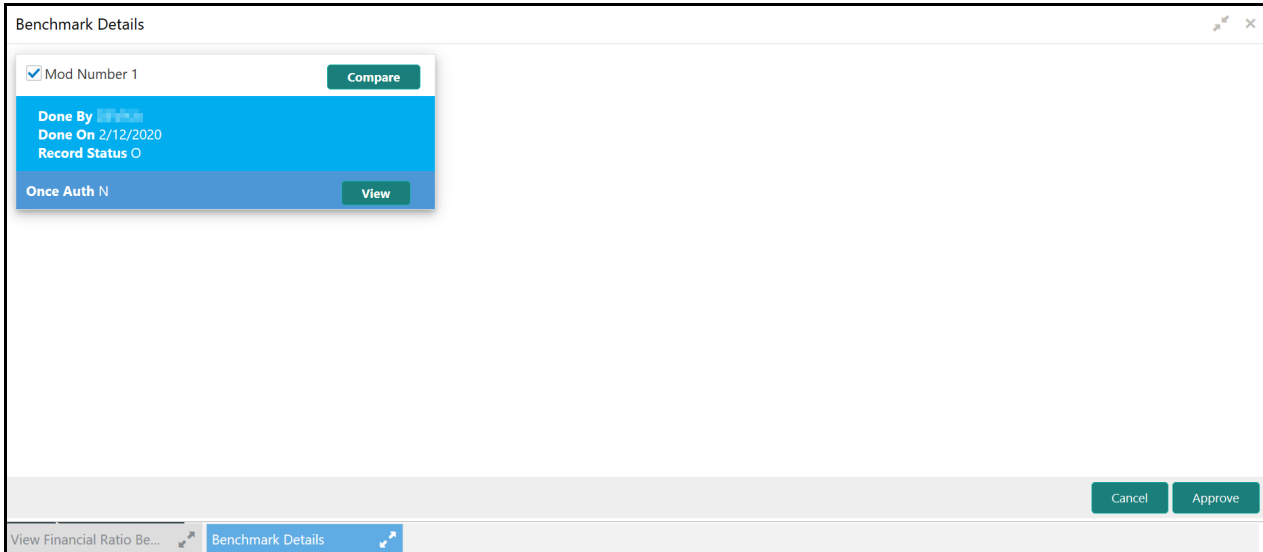 Benchmark Details
Mod Number 1
Compare
Done By
Done On 2/12/2020
Record Status O
Once Auth N
View
Cancel
Approve
View Financial Ratio Be...
Benchmark Details